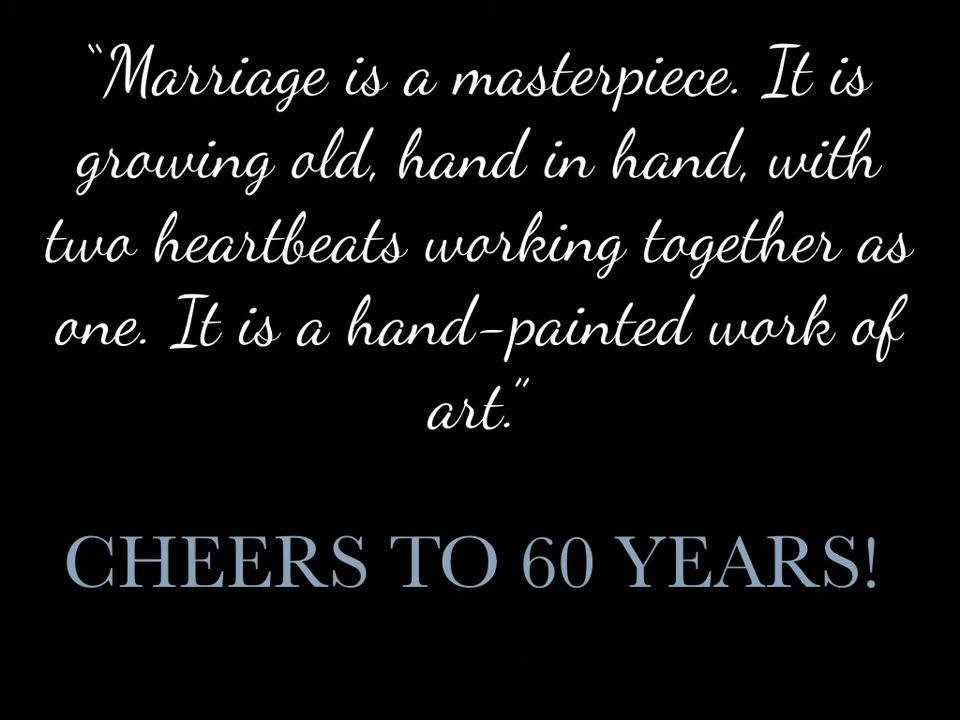 “Marriage is a masterpiece. It is
growing old, hand in hand, with
two heartbeats working together as
one. It is a hand-painted work of
art.”
CHEERS TO 60 YEARS!